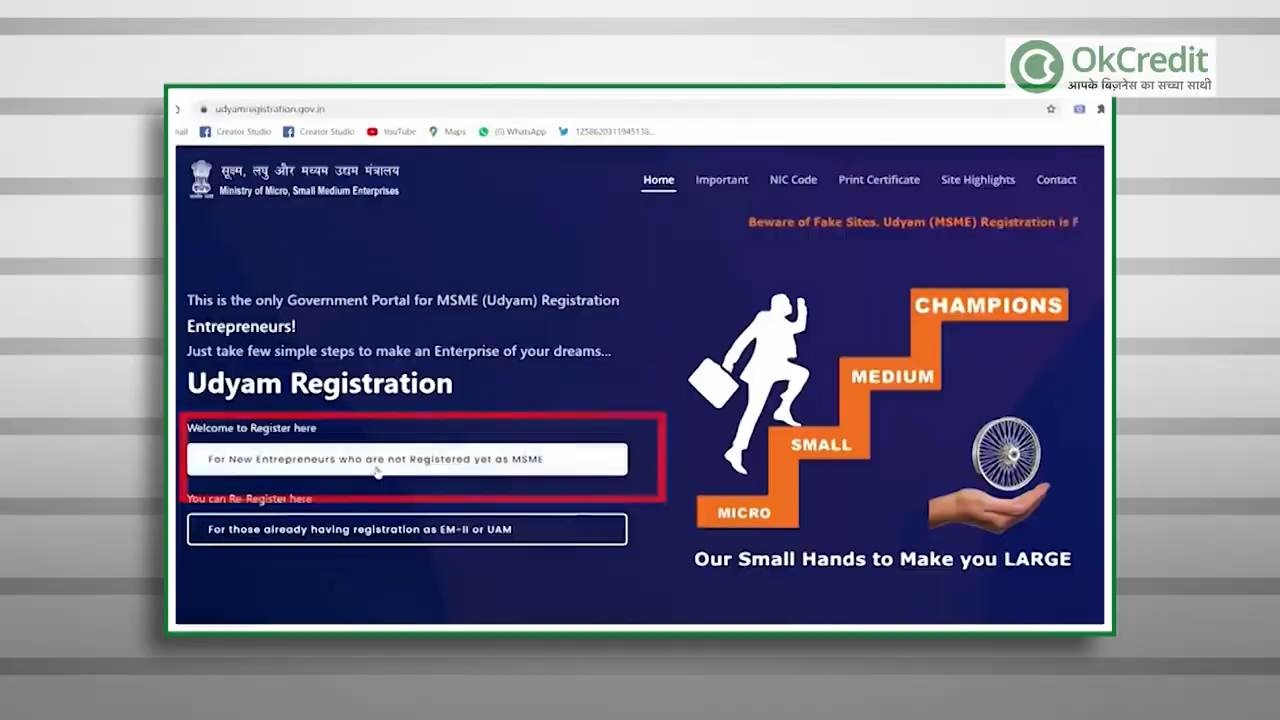 OkCredit
आपके बिज़नेस का सच्चा साथी
udyamregistration.gov.in
Creator Studio
Creator Studio
YouTube
Maps
WhatsApp
सूक्ष्म, लघु और मध्यम उद्यम मंत्रालय
Ministry of Micro, Small Medium Enterprises
Home Important NIC Code Print Certificate Site Highlights Contact
Beware of Fake Sites. Udyam (MSME) Registration is F
This is the only Government Portal for MSME (Udyam) Registration
Entrepreneurs!
Just take few simple steps to make an Enterprise of your dreams...
Udyam Registration
Welcome to Register here
For New Entrepreneurs who are not Registered yet as MSME
You can Re-Register here
For those already having registration as EM-II or UAM
CHAMPIONS
MEDIUM
SMALL
MICRO
Our Small Hands to Make you LARGE